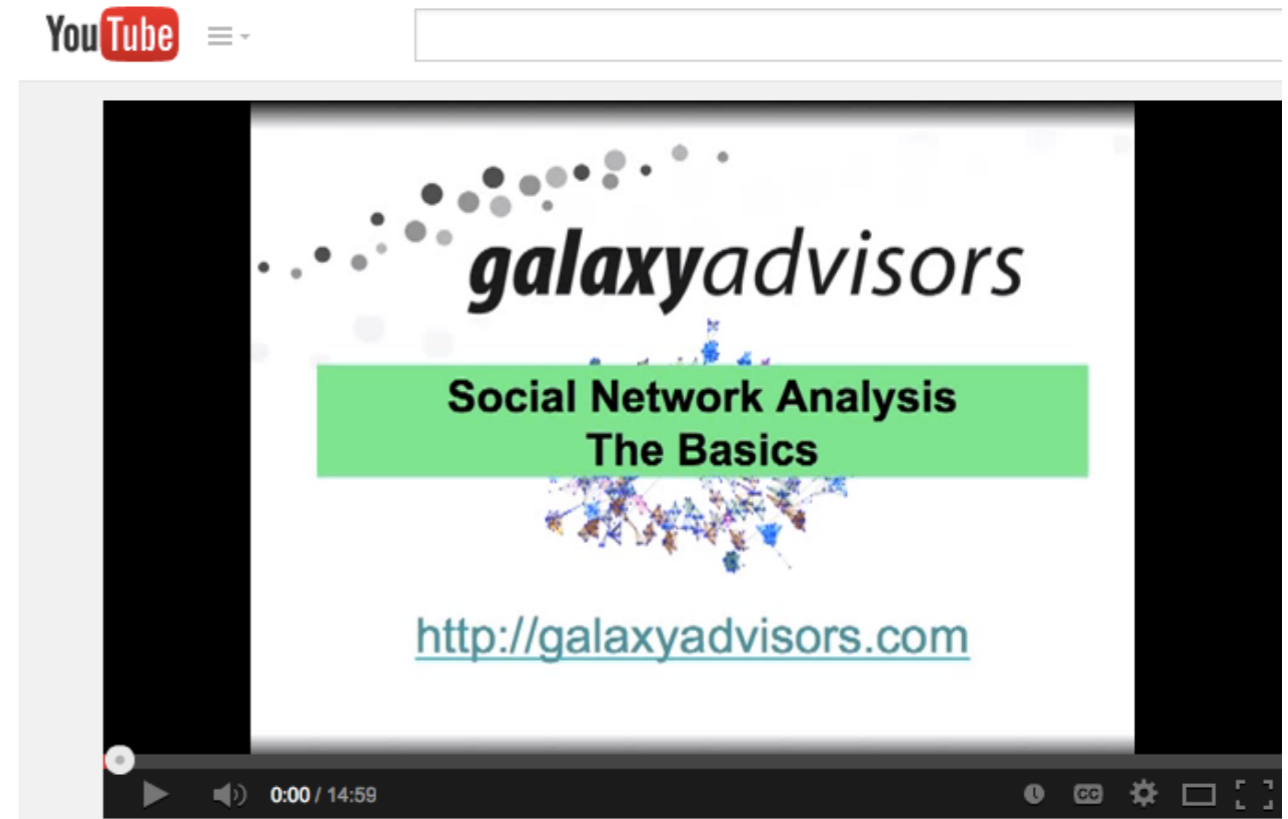 YouTube
galaxyadvisors
Social Network Analysis
The Basics
http://galaxyadvisors.com
0:00 / 14:59
CC